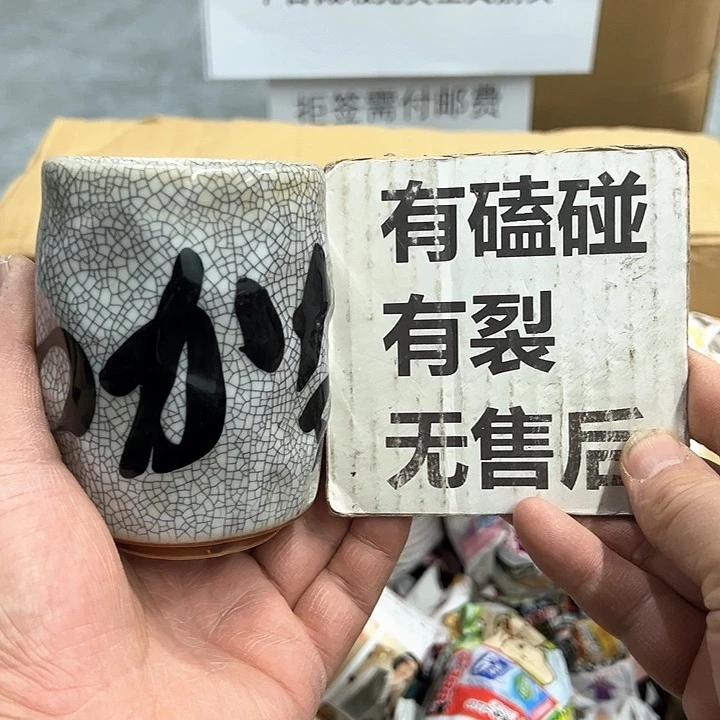 拒签需付邮费
か
有磕碰
有裂
无售后